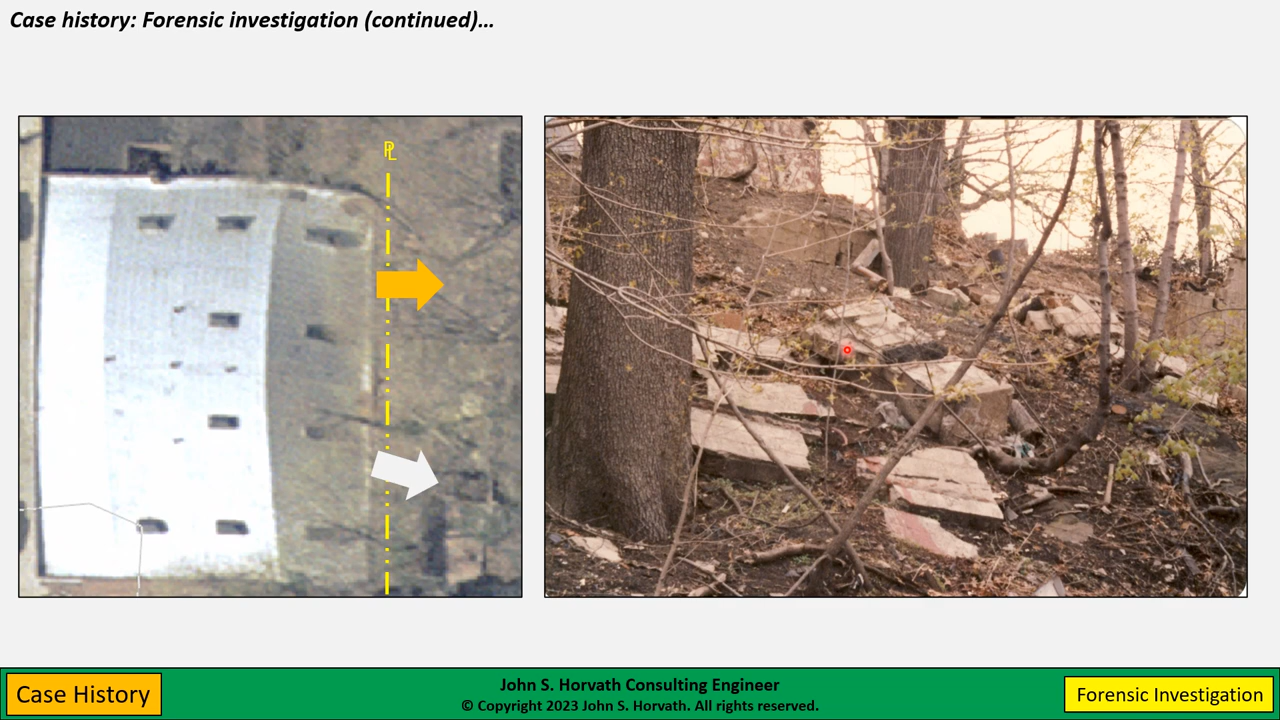 Case history: Forensic investigation (continued)...
PL
Case History
John S. Horvath Consulting Engineer
© Copyright 2023 John S. Horvath. All rights reserved.
Forensic Investigation